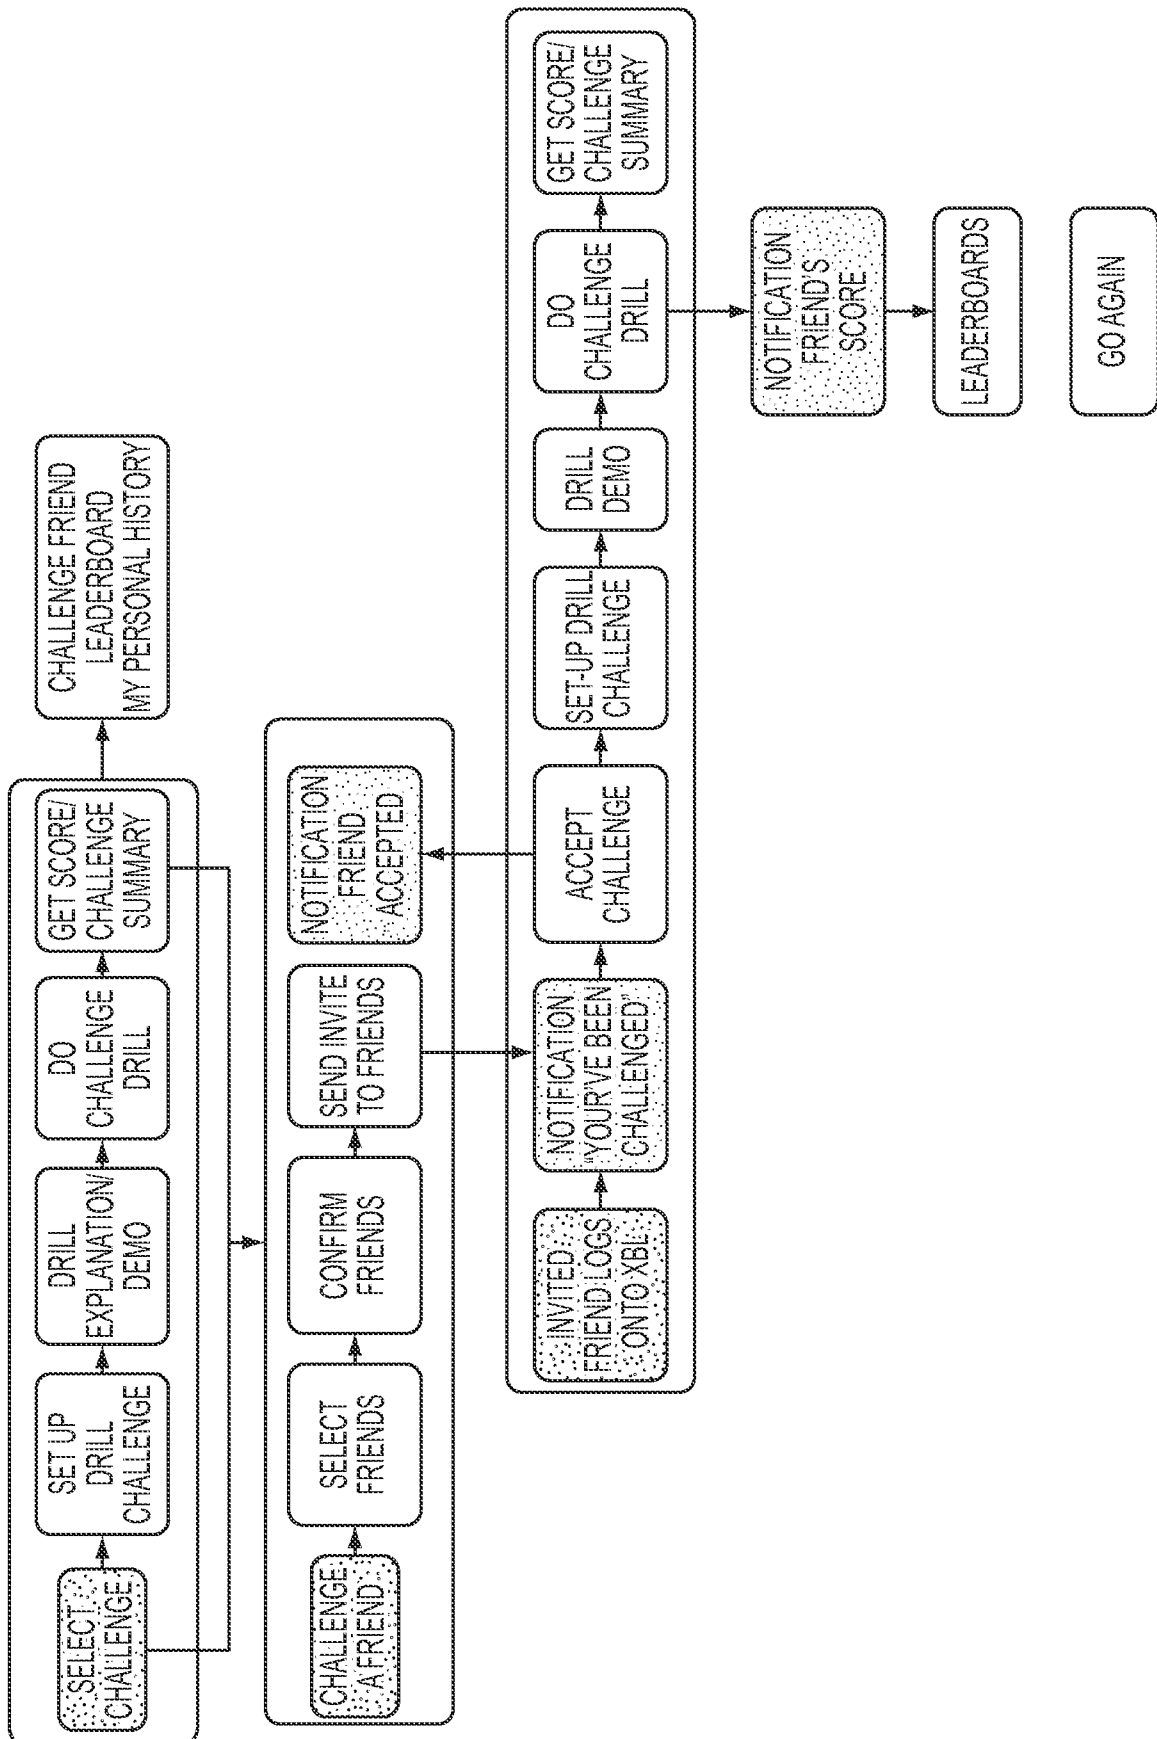 SELECT
CHALLENGE
SET UP
DRILL
CHALLENGE
DRILL
EXPLANATION/
DEMO
DO
CHALLENGE
DRILL
GET SCORE/
CHALLENGE
SUMMARY
CHALLENGE FRIEND
LEADERBOARD
MY PERSONAL HISTORY
CHALLENGE
A FRIEND
SELECT
FRIENDS
CONFIRM
FRIENDS
SEND INVITE
TO FRIENDS
NOTIFICATION
FRIEND
ACCEPTED
INVITED
FRIEND LOGS
ONTO XBL
NOTIFICATION
"YOUR'VE BEEN
CHALLENGED"
ACCEPT
CHALLENGE
SET-UP DRILL
CHALLENGE
DRILL
DEMO
DO
CHALLENGE
DRILL
GET SCORE/
CHALLENGE
SUMMARY
NOTIFICATION
FRIEND'S
SCORE
LEADERBOARDS
GO AGAIN